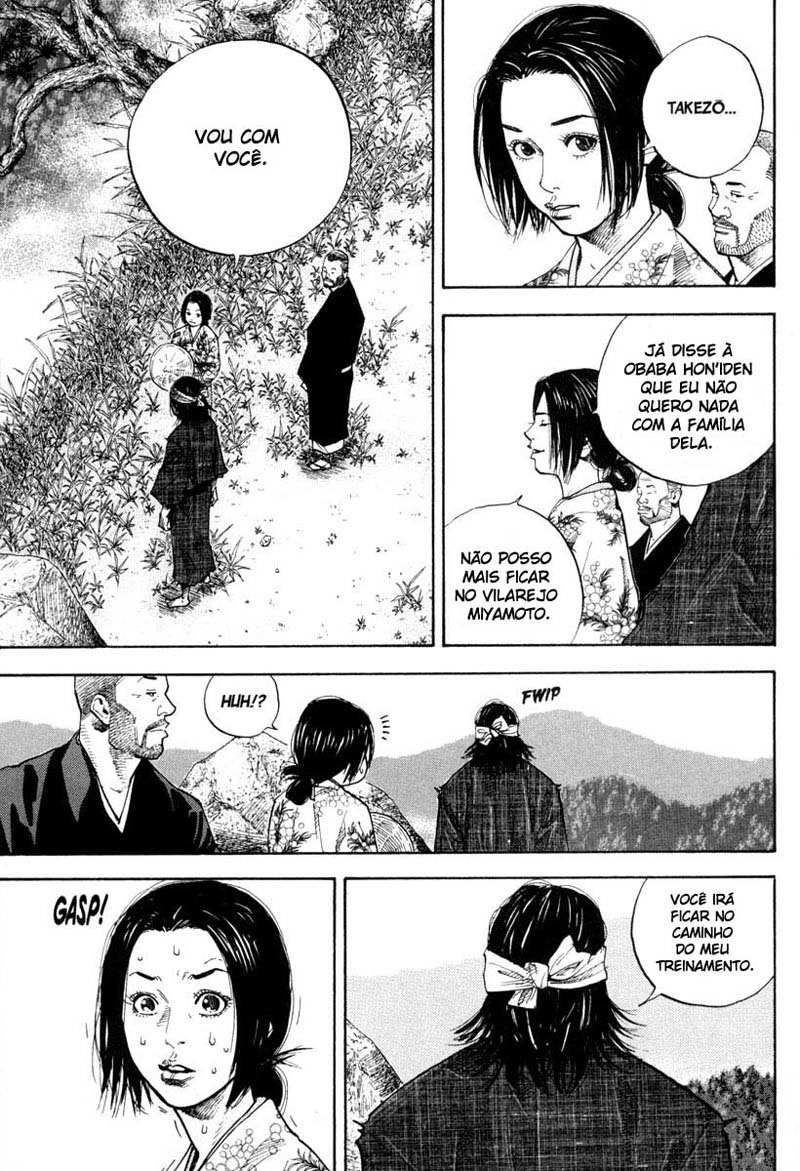 TAKEZŌ...
JÁ DISSE À
OBABA HON'IDEN
QUE EU NÃO
QUERO NADA
COM A FAMÍLIA
DELA.
NÃO POSSO
MAIS FICAR
NO VILAREJO
MIYAMOTO.
VOU COM
VOCÊ.
FWIP
HUH!?
VOCÊ IRÁ
FICAR NO
CAMINHO
DO MEU
TREINAMENTO.
GASP!